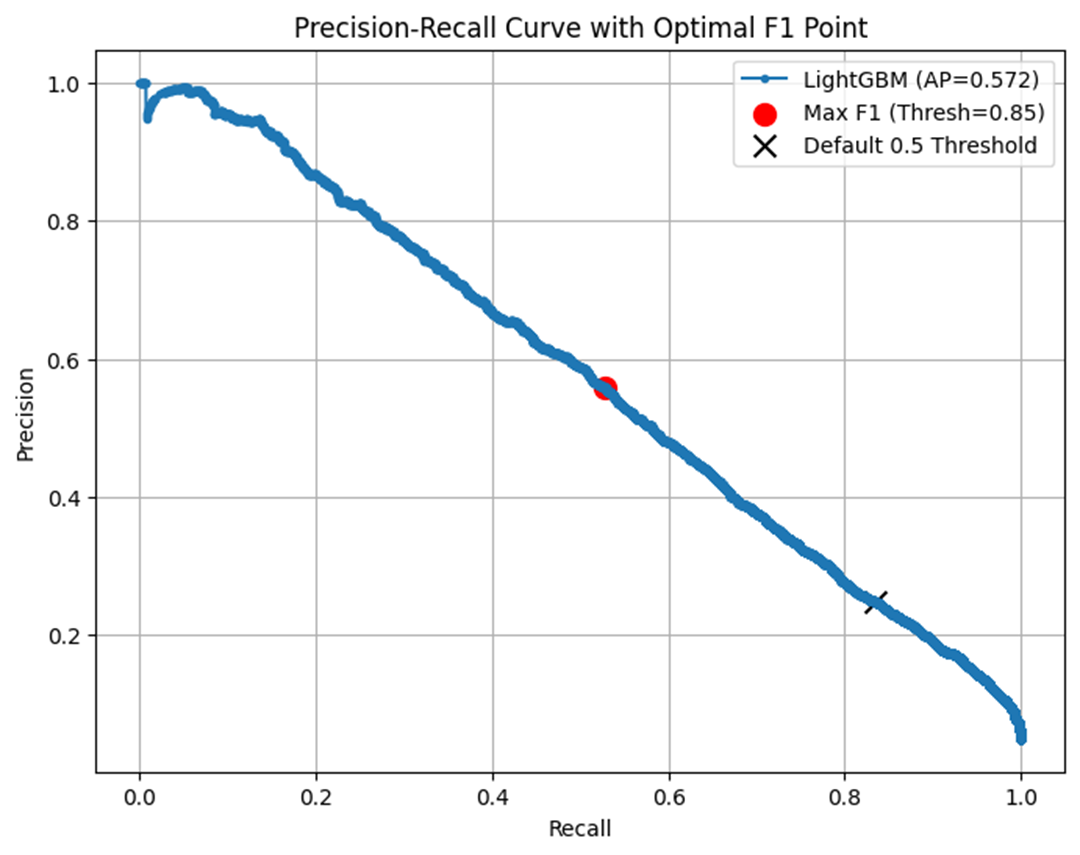 Precision-Recall Curve with Optimal F1 Point
LightGBM (AP=0.572)
Max F1 (Thresh=0.85)
Default 0.5 Threshold
Precision
1.0
0.8
0.6
0.4
0.2
0.0 0.2 0.4 0.6 0.8 1.0
Recall